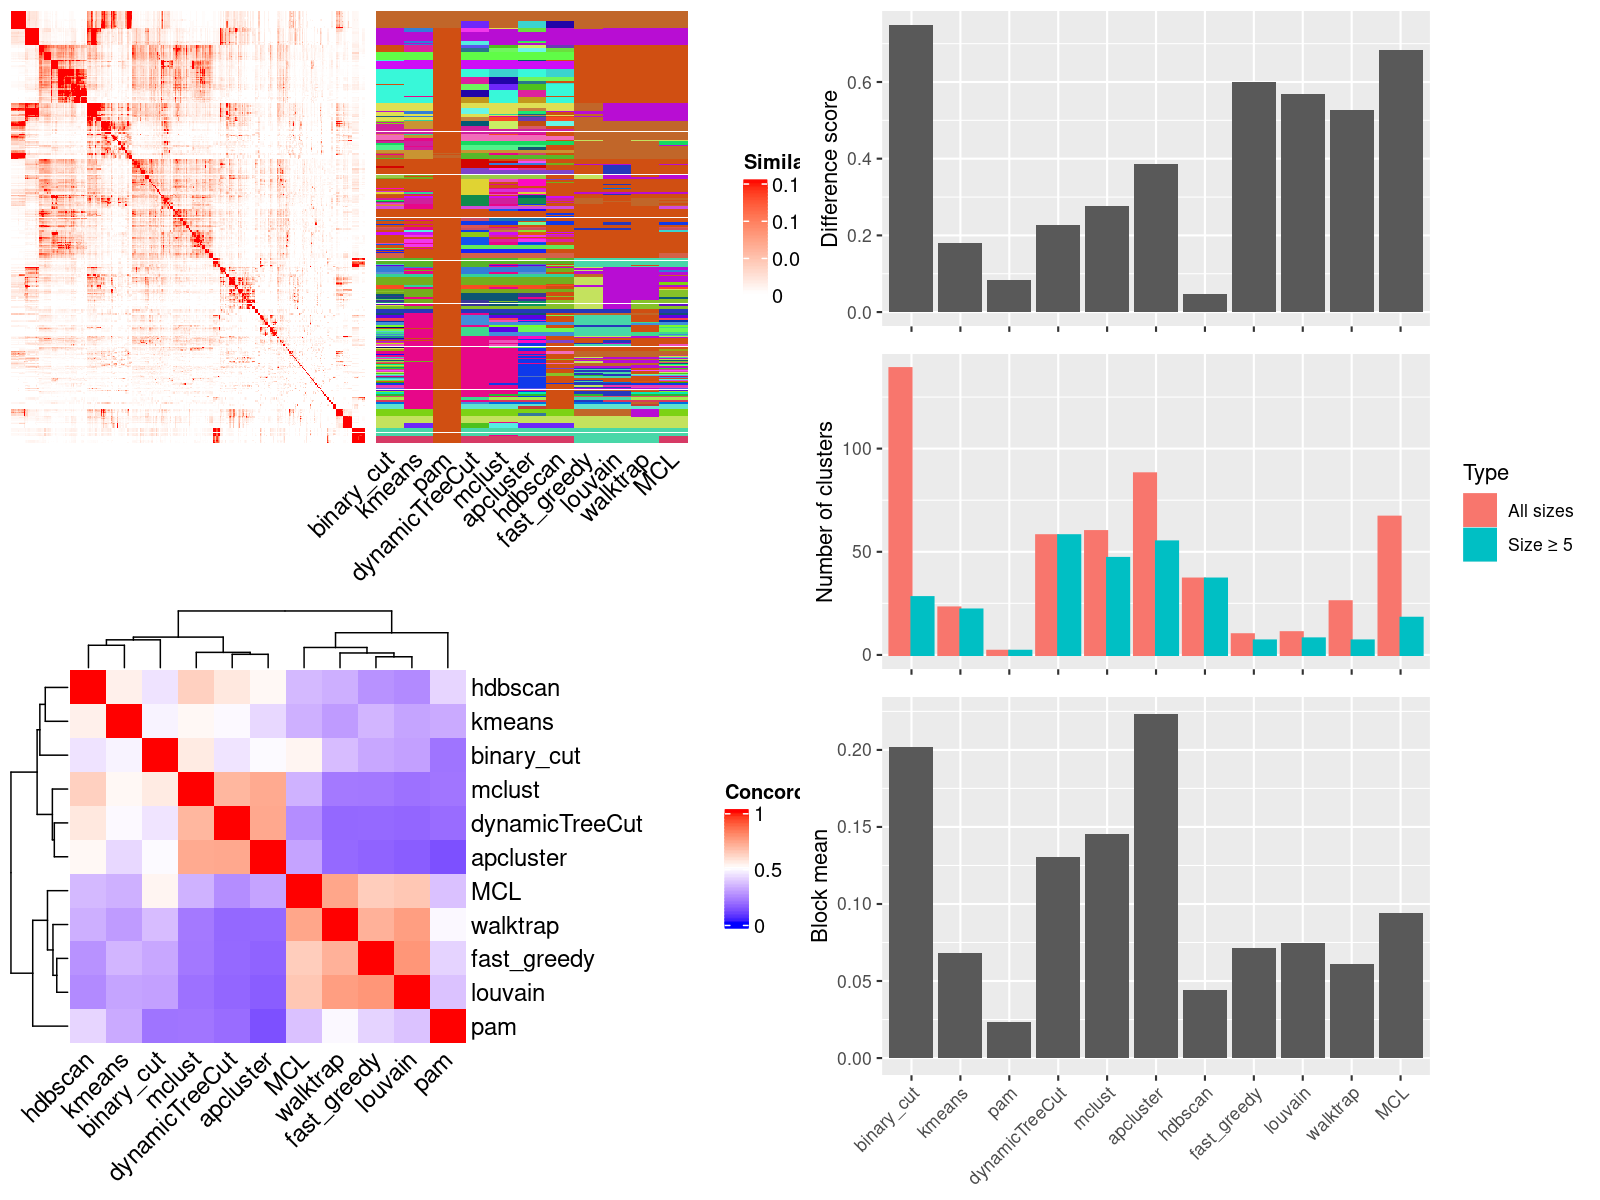 Simila
0.1
0.1
0.0
0
binary_cut
kmeans
pam
dynamicTreeCut
mclust
apcluster
hdbscan
fast_greedy
louvain
walktrap
MCL
hdbscan
kmeans
binary_cut
mclust
dynamicTreeCut
apcluster
MCL
walktrap
fast_greedy
louvain
pam
hdbscan
kmeans
binary_cut
mclust
dynamicTreeCut
apcluster
MCL
walktrap
fast_greedy
louvain
pam
Concord
1
0.5
0
Difference score
0.6
0.4
0.2
0.0
Number of clusters
100
50
0
Type
All sizes
Size ≥ 5
Block mean
0.20
0.15
0.10
0.05
0.00
binary_cut
kmeans
pam
dynamicTreeCut
mclust
apcluster
hdbscan
fast_greedy
louvain
walktrap
MCL